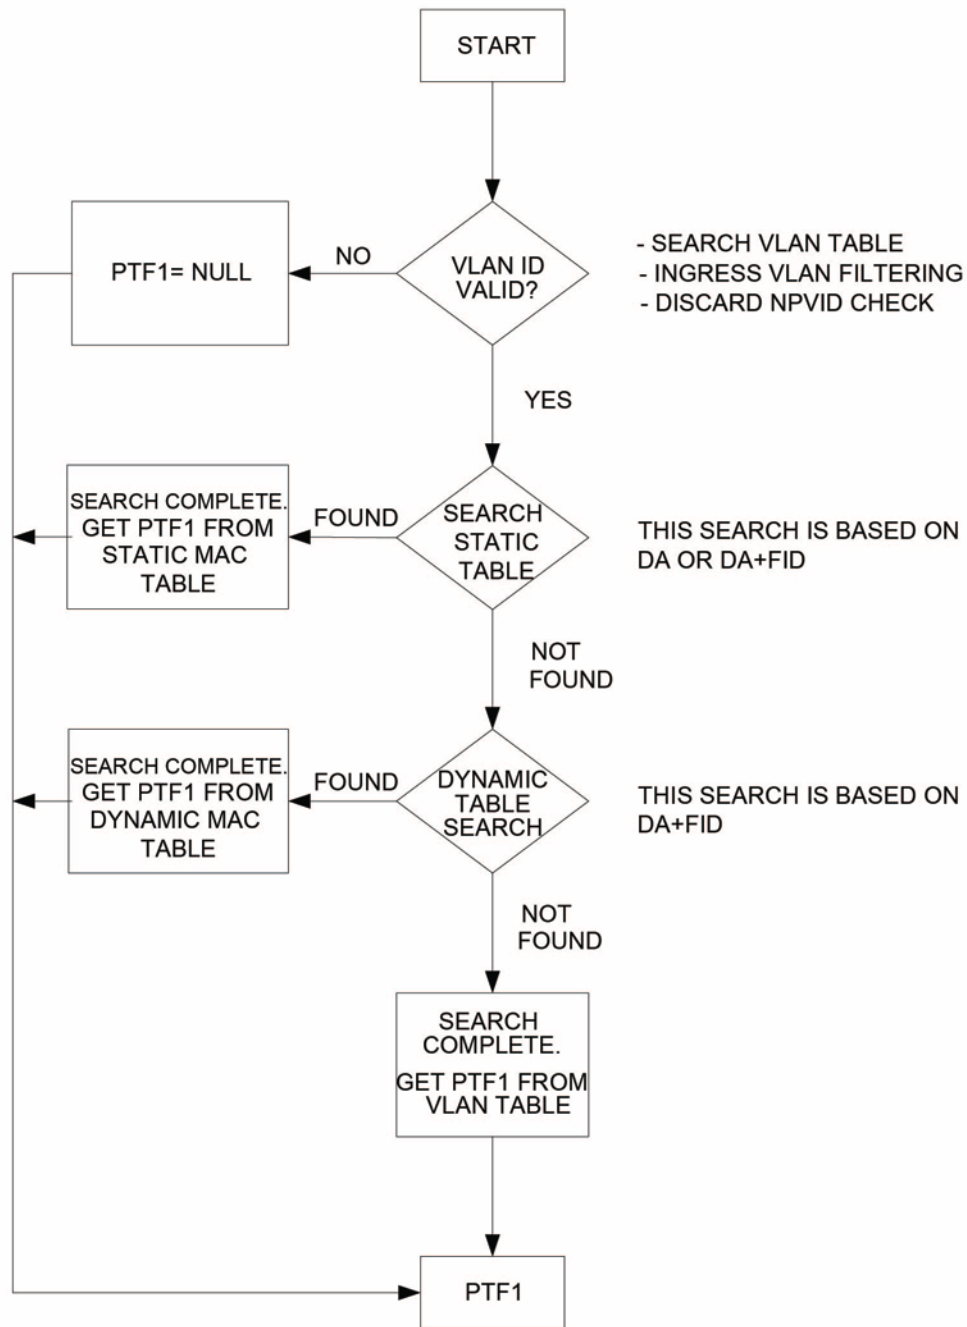 START
VLAN ID
VALID?
NO
PTF1= NULL
- SEARCH VLAN TABLE
- INGRESS VLAN FILTERING
- DISCARD NPVID CHECK
YES
SEARCH
STATIC
TABLE
FOUND
SEARCH COMPLETE.
GET PTF1 FROM
STATIC MAC
TABLE
THIS SEARCH IS BASED ON
DA OR DA+FID
NOT
FOUND
DYNAMIC
TABLE
SEARCH
FOUND
SEARCH COMPLETE.
GET PTF1 FROM
DYNAMIC MAC
TABLE
THIS SEARCH IS BASED ON
DA+FID
NOT
FOUND
SEARCH
COMPLETE.
GET PTF1 FROM
VLAN TABLE
PTF1